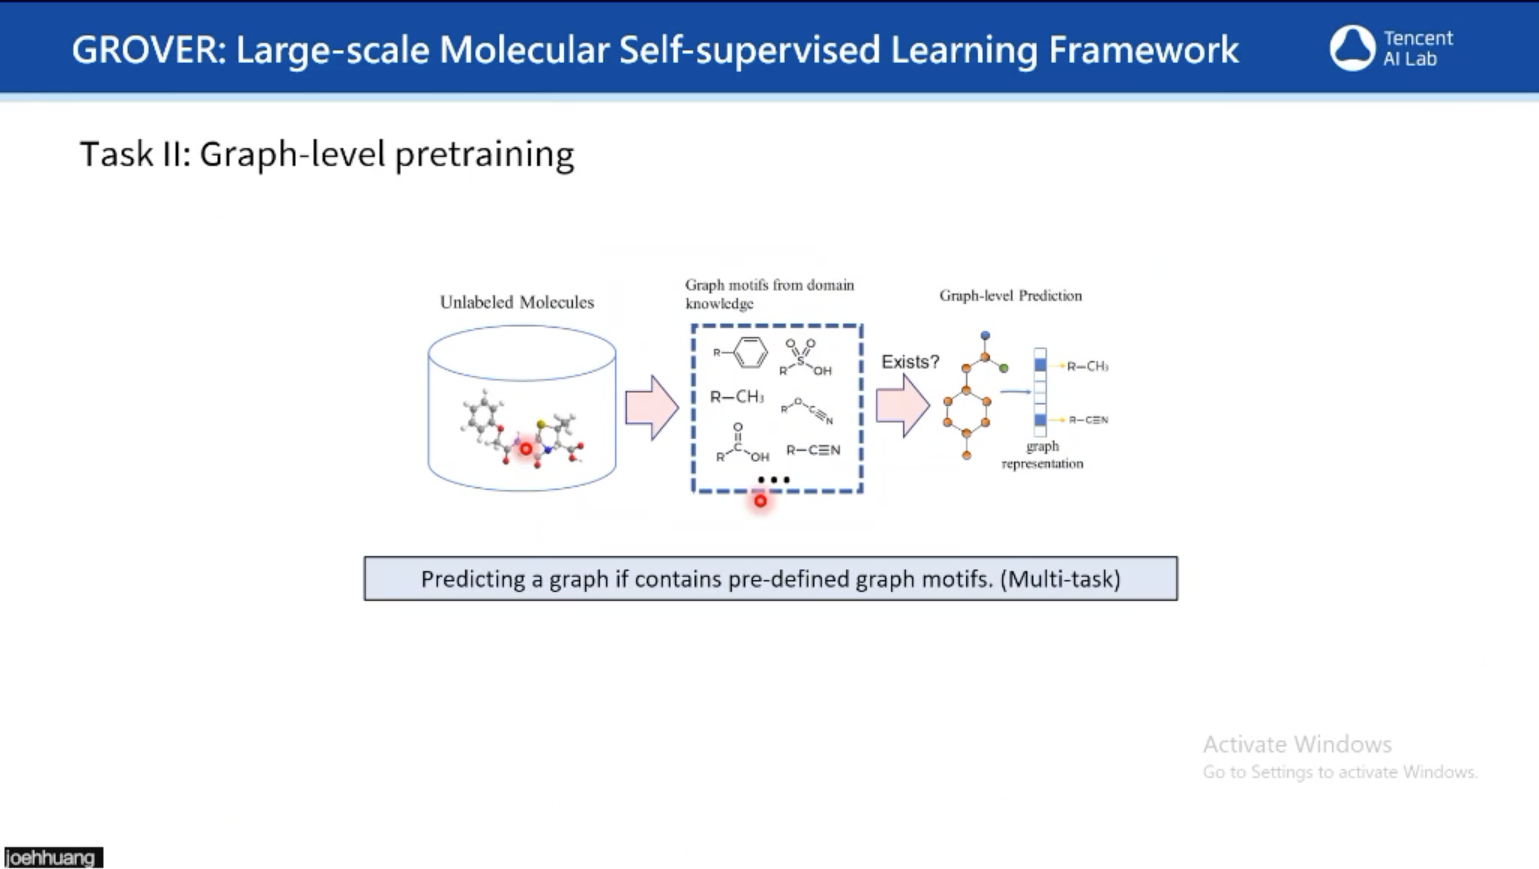 GROVER: Large-scale Molecular Self-supervised Learning Framework
Tencent
AI Lab
Task II: Graph-level pretraining
Unlabeled Molecules
Graph motifs from domain
knowledge
Graph-level Prediction
R
O O
S
R OH
R–CH₃
R O C N
O
C
R OH
R–C≡N
...
Exists?
R–CH₃
R–C≡N
graph
representation
Predicting a graph if contains pre-defined graph motifs. (Multi-task)
Activate Windows
Go to Settings to activate Windows.
joehhuang